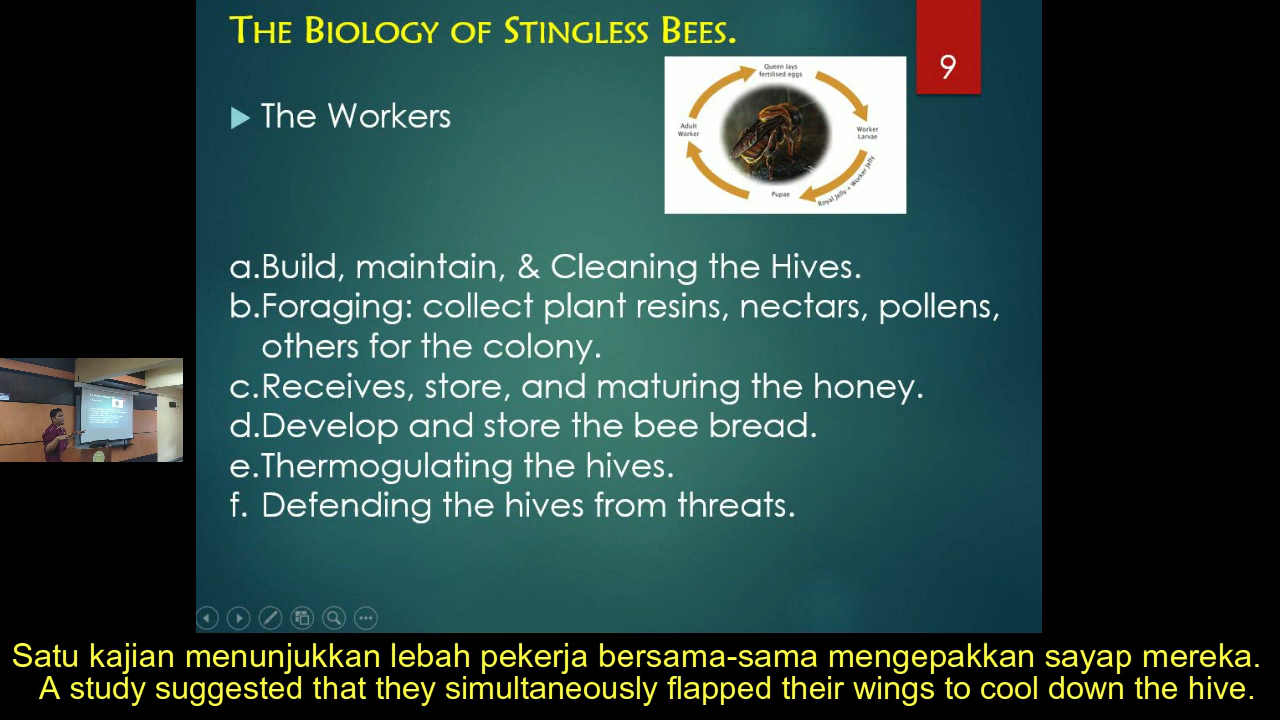 THE BIOLOGY OF STINGLESS BEES.
9
The Workers
Queen lays
fertilised eggs
Adult
Worker
Worker
Larvae
Royal Jelly + Worker Jelly
Pupae
a.Build, maintain, & Cleaning the Hives.
b.Foraging: collect plant resins, nectars, pollens,
others for the colony.
c.Receives, store, and maturing the honey.
d.Develop and store the bee bread.
e.Thermogulating the hives.
f. Defending the hives from threats.
Satu kajian menunjukkan lebah pekerja bersama-sama mengepakkan sayap mereka.
A study suggested that they simultaneously flapped their wings to cool down the hive.